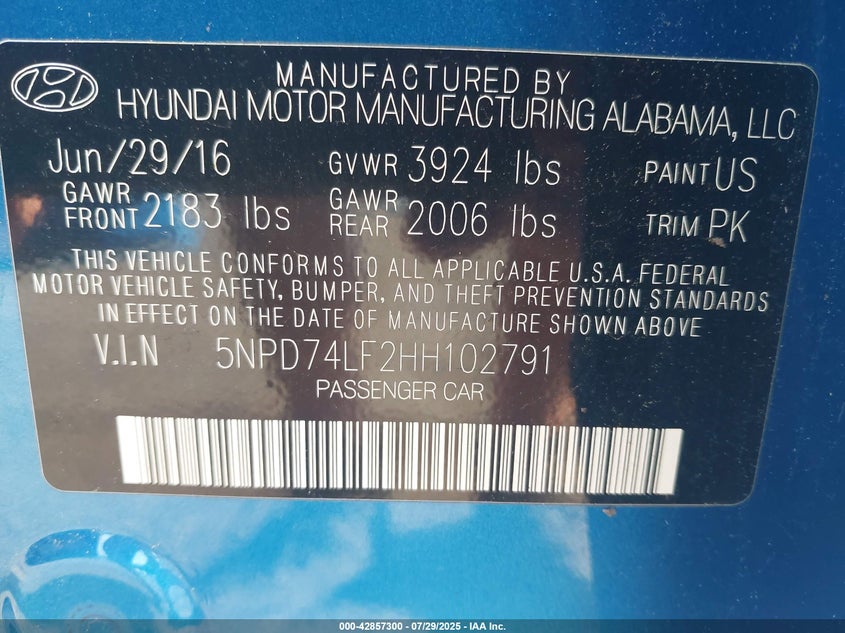 MANUFACTURED BY
HYUNDAI MOTOR MANUFACTURING ALABAMA, LLC
Jun/29/16 GVWR 3924 lbs PAINT US
GAWR FRONT 2183 lbs GAWR REAR 2006 lbs TRIM PK
THIS VEHICLE CONFORMS TO ALL APPLICABLE U.S.A. FEDERAL
MOTOR VEHICLE SAFETY, BUMPER, AND THEFT PREVENTION STANDARDS
IN EFFECT ON THE DATE OF MANUFACTURE SHOWN ABOVE
V.I.N 5NPD74LF2HH102791
PASSENGER CAR
000-42857300 / 07/29/2025 - IAA Inc.